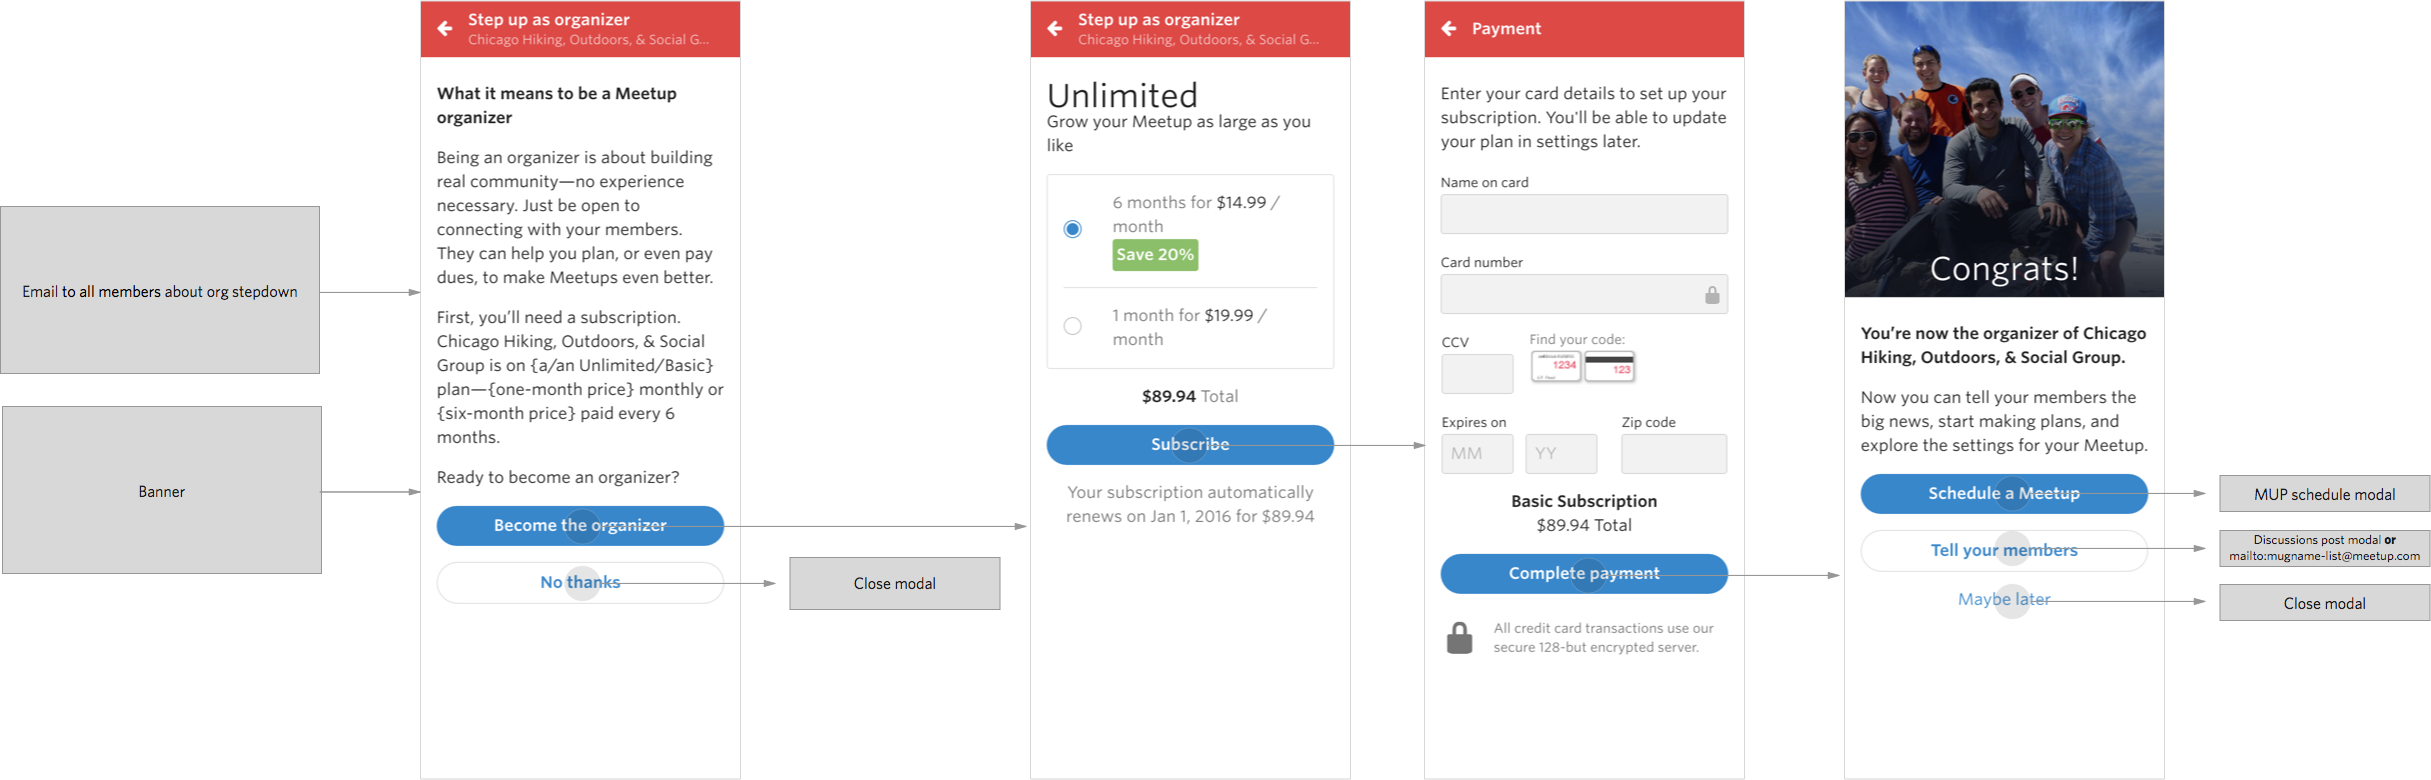 Email to all members about org stepdown
Banner
Step up as organizer
Chicago Hiking, Outdoors, & Social G...
What it means to be a Meetup
organizer
Being an organizer is about building
real community—no experience
necessary. Just be open to
connecting with your members.
They can help you plan, or even pay
dues, to make Meetups even better.
First, you’ll need a subscription.
Chicago Hiking, Outdoors, & Social
Group is on {a/an Unlimited/Basic}
plan—{one-month price} monthly or
{six-month price} paid every 6
months.
Ready to become an organizer?
Become the organizer
No thanks
Close modal
Step up as organizer
Chicago Hiking, Outdoors, & Social G...
Unlimited
Grow your Meetup as large as you
like
6 months for $14.99 /
month
Save 20%
1 month for $19.99 /
month
$89.94 Total
Subscribe
Your subscription automatically
renews on Jan 1, 2016 for $89.94
Payment
Enter your card details to set up your
subscription. You'll be able to update
your plan in settings later.
Name on card
Card number
CCV
Find your code:
1234
123
Expires on
Zip code
MM
YY
Basic Subscription
$89.94 Total
Complete payment
All credit card transactions use our
secure 128-but encrypted server.
Congrats!
You’re now the organizer of Chicago
Hiking, Outdoors, & Social Group.
Now you can tell your members the
big news, start making plans, and
explore the settings for your Meetup.
Schedule a Meetup
Tell your members
Maybe later
MUP schedule modal
Discussions post modal or
mailto:mugname-list@meetup.com
Close modal